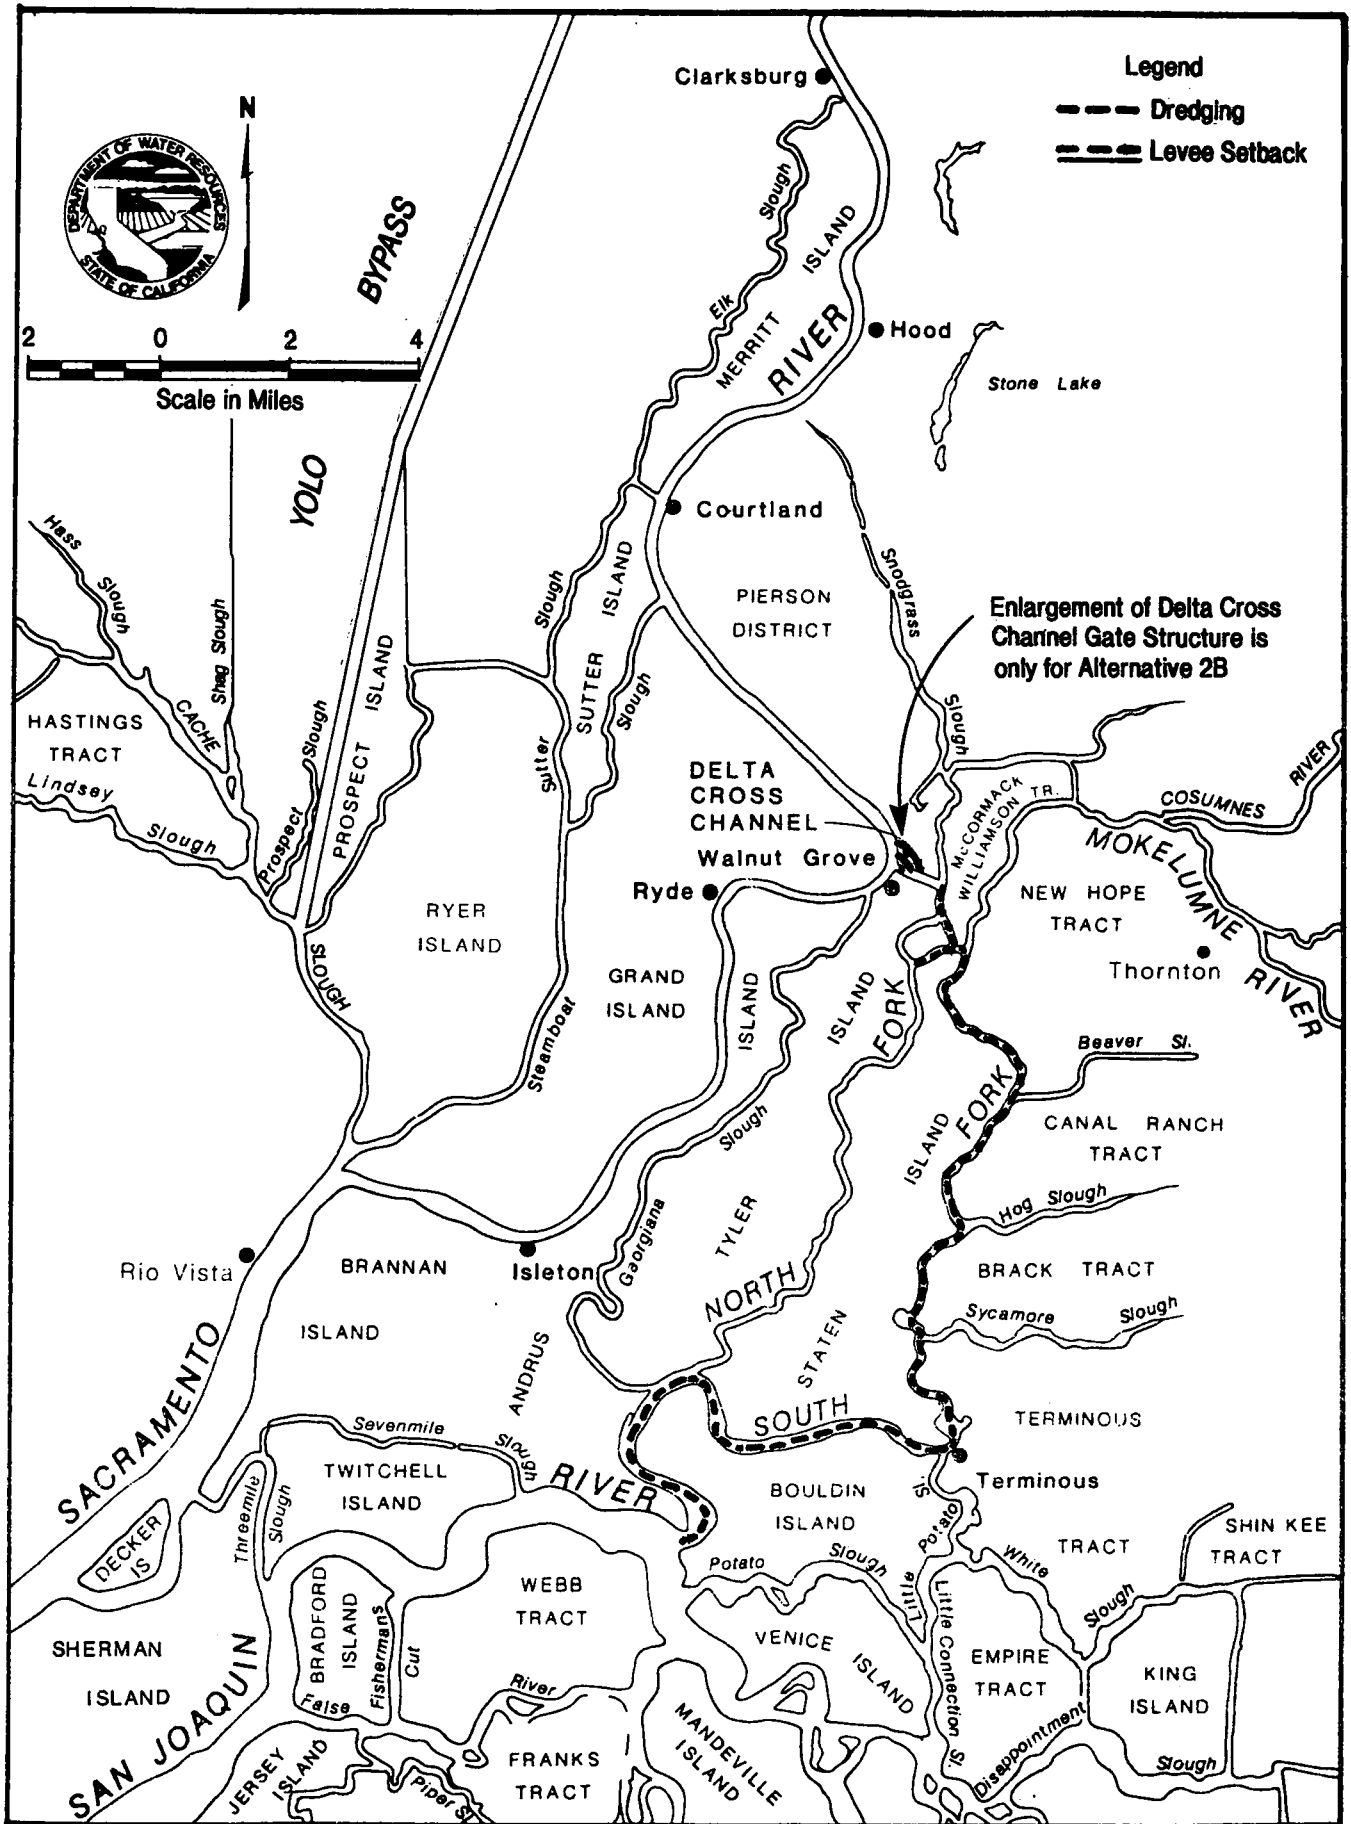 Clarksburg
Legend
Dredging
Levee Setback
N
DEPARTMENT OF WATER RESOURCES
STATE OF CALIFORNIA
2 0 2 4
Scale in Miles
YOLO BYPASS
Elk Slough
MERRITT ISLAND
RIVER
Hood
Stone Lake
Courtland
Snodgrass Slough
PIERSON
DISTRICT
Enlargement of Delta Cross
Channel Gate Structure is
only for Alternative 2B
Hass Slough
Shag Slough
CACHE SLOUGH
HASTINGS
TRACT
Lindsey Slough
Prospect Slough
PROSPECT ISLAND
Sutter Slough
SUTTER ISLAND
Steamboat Slough
DELTA
CROSS
CHANNEL
Walnut Grove
Ryde
McCORMACK
WILLIAMSON TR.
COSUMNES RIVER
MOKELUMNE RIVER
NEW HOPE
TRACT
Thornton
RYER
ISLAND
GRAND
ISLAND
Beaver Sl.
CANAL RANCH
TRACT
Hog Slough
BRACK TRACT
Sycamore Slough
TERMINOUS
TRACT
Terminous
Georgiana Slough
TYLER ISLAND
NORTH FORK
STATEN ISLAND
SOUTH FORK
Rio Vista
Isleton
BRANNAN
ISLAND
ANDRUS ISLAND
SACRAMENTO
Sevenmile Slough
TWITCHELL
ISLAND
RIVER
Threemile Slough
DECKER
IS
BOULDIN
ISLAND
Potato Slough
Little Potato Sl.
White Slough
SHIN KEE
TRACT
SHERMAN
ISLAND
BRADFORD
ISLAND
Fishermans Cut
WEBB
TRACT
VENICE ISLAND
Little Connection Sl.
EMPIRE
TRACT
KING
ISLAND
Disappointment Slough
False River
SAN JOAQUIN
JERSEY
ISLAND
Piper Sl.
FRANKS
TRACT
MANDEVILLE
ISLAND